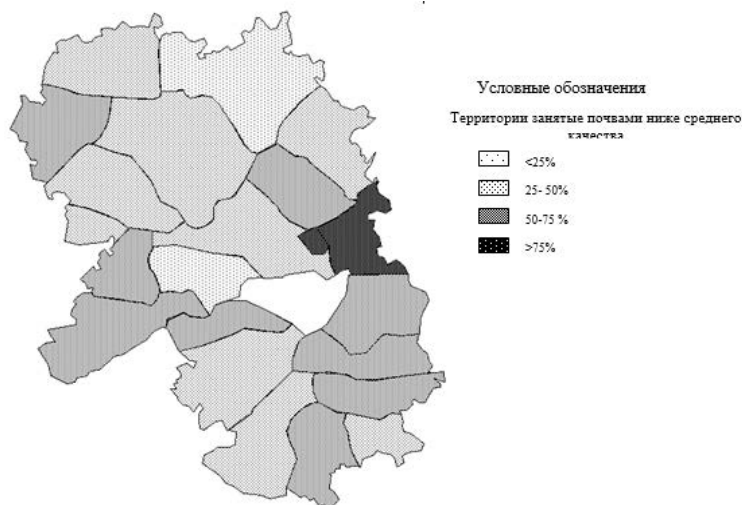 Условные обозначения
Территории занятые почвами ниже среднего
качества
<25%
25- 50%
50-75 %
>75%